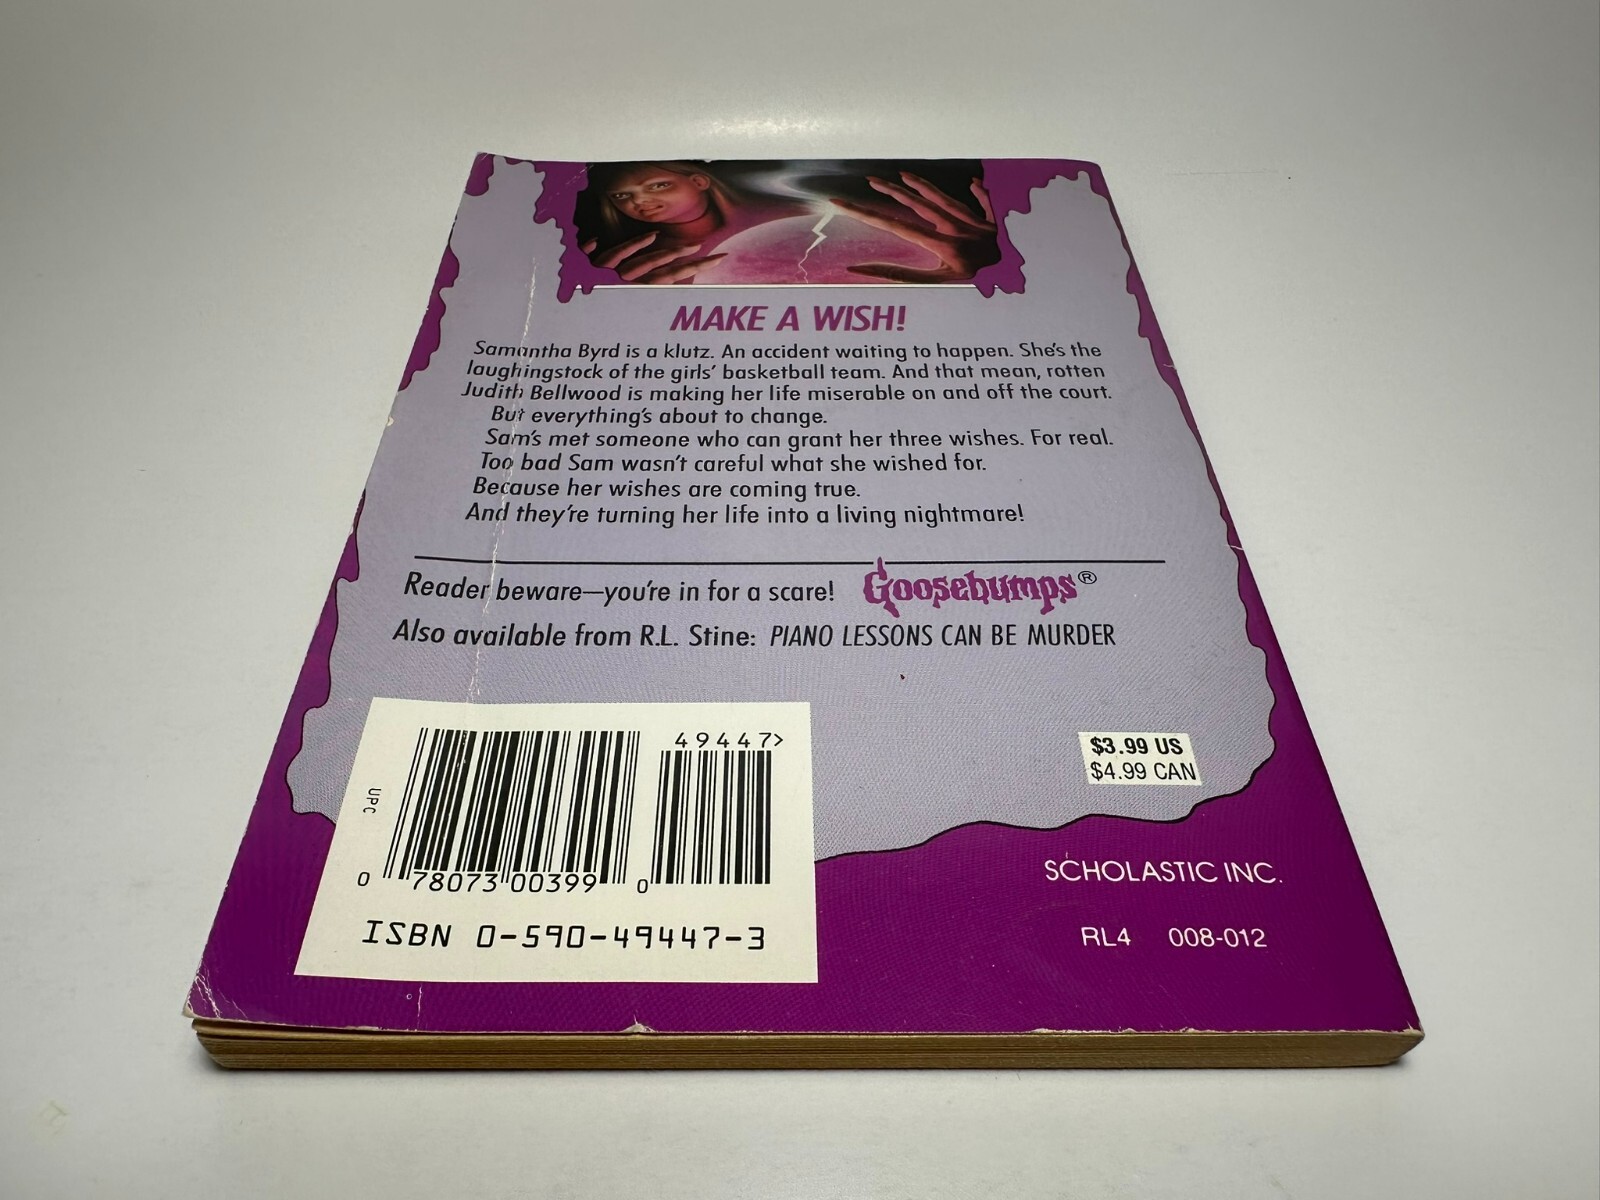 MAKE A WISH!
Samantha Byrd is a klutz. An accident waiting to happen. She's the
laughingstock of the girls' basketball team. And that mean, rotten
Judith Bellwood is making her life miserable on and off the court.
But everything's about to change.
Sam's met someone who can grant her three wishes. For real.
Too bad Sam wasn't careful what she wished for.
Because her wishes are coming true.
And they're turning her life into a living nightmare!
Reader beware—you're in for a scare! Goosebumps®
Also available from R.L. Stine: PIANO LESSONS CAN BE MURDER
49447>
UPC
0 78073 00399 0
ISBN 0-590-49447-3
$3.99 US
$4.99 CAN
SCHOLASTIC INC.
RL4 008-012